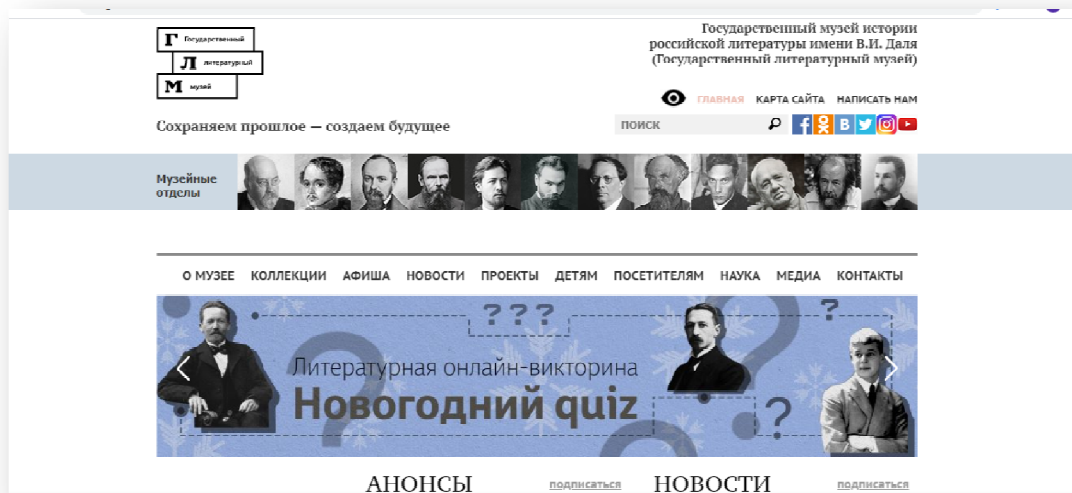 Г Государственный
Л литературный
М музей
Государственный музей истории
российской литературы имени В.И. Даля
(Государственный литературный музей)
ГЛАВНАЯ КАРТА САЙТА НАПИСАТЬ НАМ
Сохраняем прошлое — создаем будущее
ПОИСК
Музейные
отделы
О МУЗЕЕ КОЛЛЕКЦИИ АФИША НОВОСТИ ПРОЕКТЫ ДЕТЯМ ПОСЕТИТЕЛЯМ НАУКА МЕДИА КОНТАКТЫ
? ? ?
?
?
?
?
Литературная онлайн-викторина
Новогодний quiz
АНОНСЫ подписаться НОВОСТИ подписаться